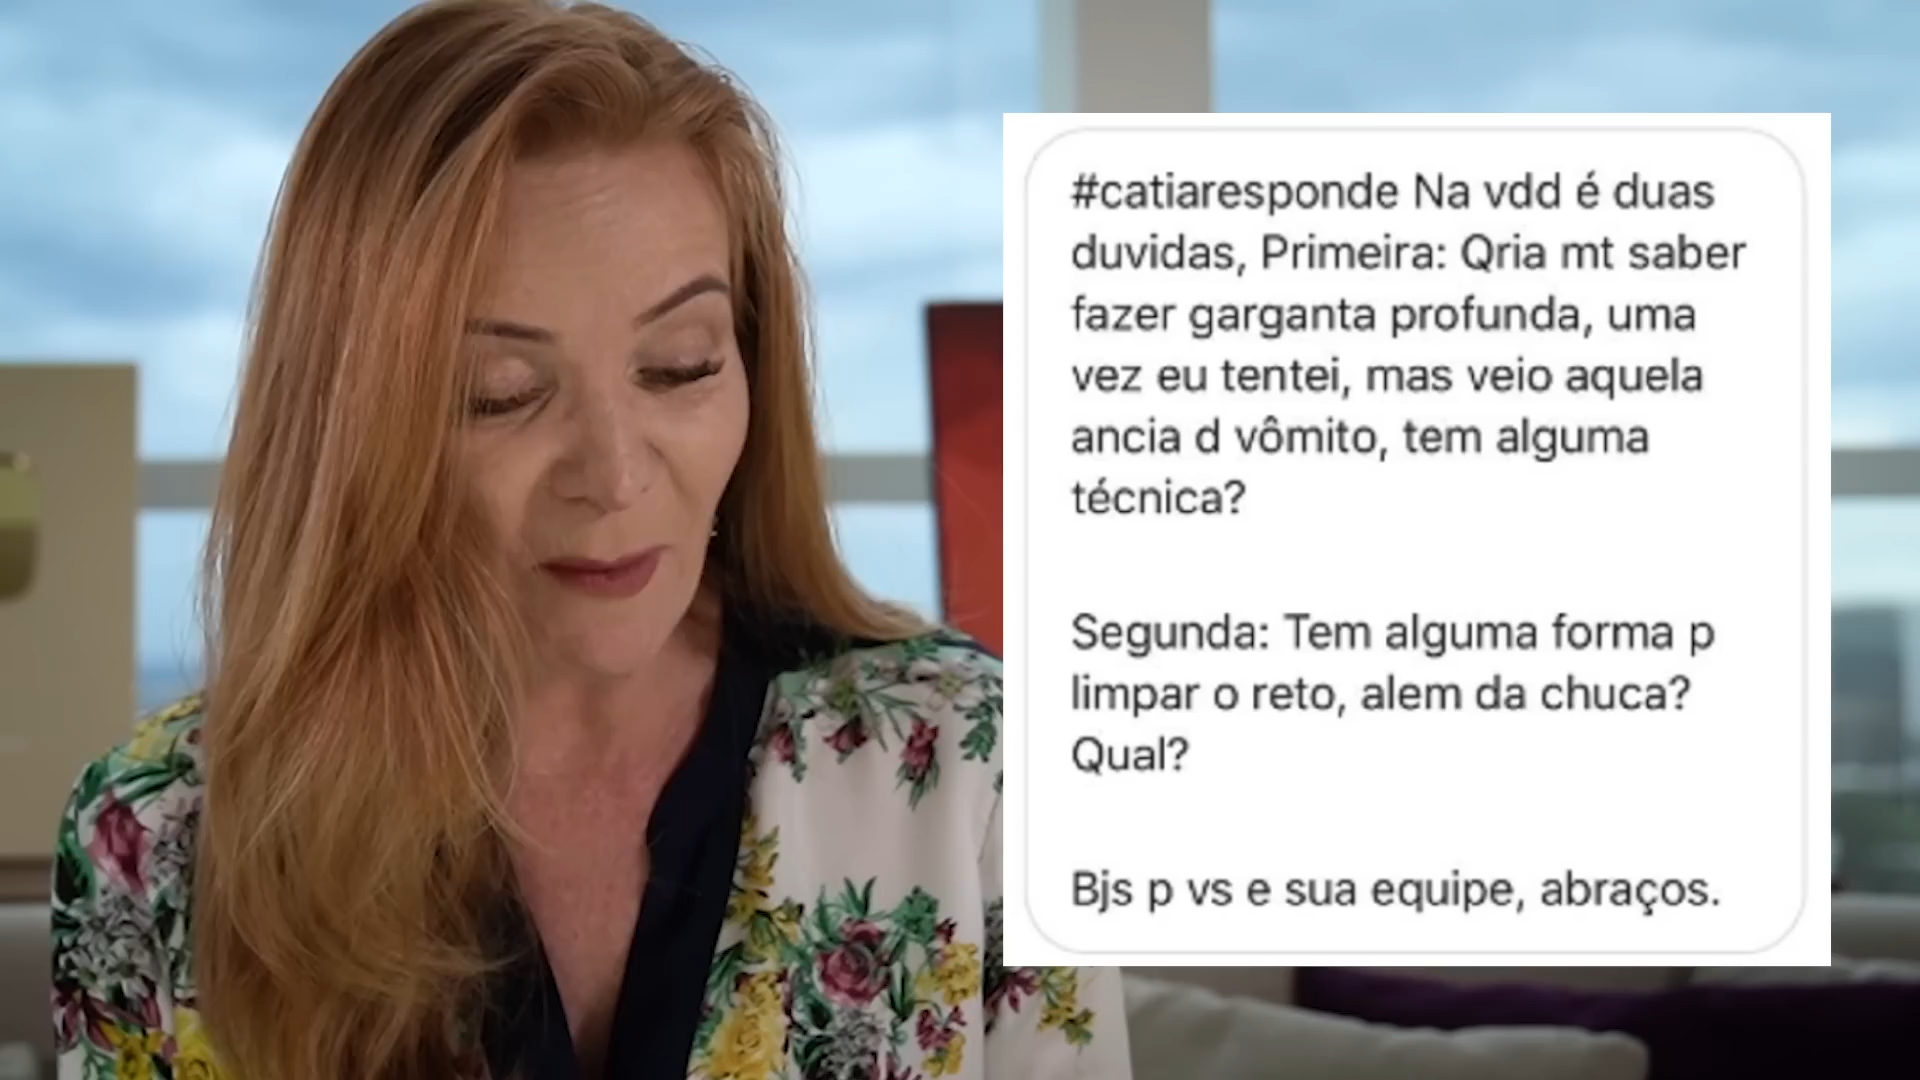 #catiaresponde Na vdd é duas
duvidas, Primeira: Qria mt saber
fazer garganta profunda, uma
vez eu tentei, mas veio aquela
ancia d vômito, tem alguma
técnica?
Segunda: Tem alguma forma p
limpar o reto, alem da chuca?
Qual?
Bjs p vs e sua equipe, abraços.